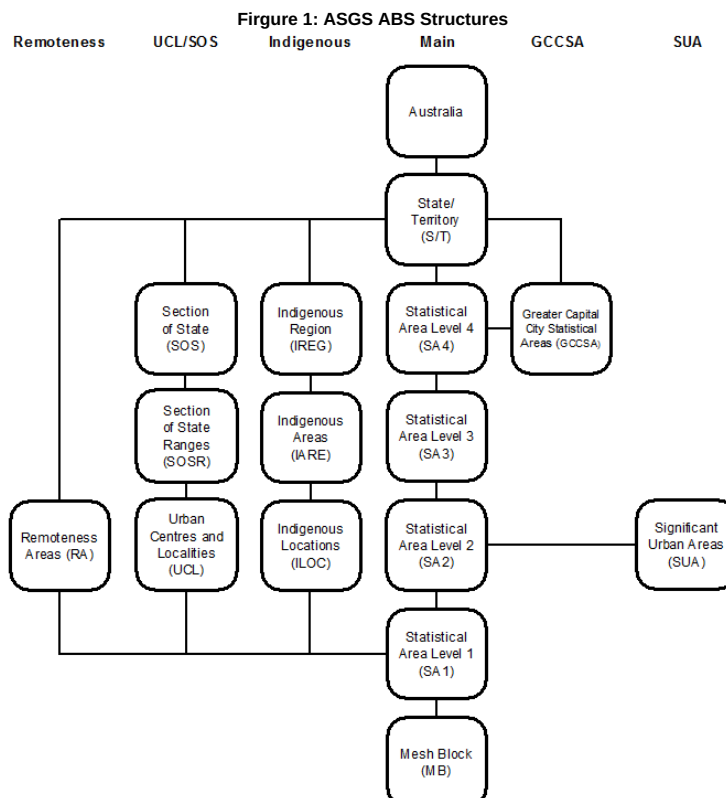 Firgure 1: ASGS ABS Structures
Remoteness UCL/SOS Indigenous Main GCCSA SUA
Australia
State/
Territory
(S/T)
Section
of State
(SOS)
Indigenous
Region
(IREG)
Statistical
Area Level 4
(SA4)
Greater Capital
City Statistical
Areas (GCCSA)
Section
of State
Ranges
(SOSR)
Indigenous
Areas
(IARE)
Statistical
Area Level 3
(SA3)
Remoteness
Areas (RA)
Urban
Centres and
Localities
(UCL)
Indigenous
Locations
(ILOC)
Statistical
Area Level 2
(SA2)
Significant
Urban Areas
(SUA)
Statistical
Area Level 1
(SA1)
Mesh Block
(MB)